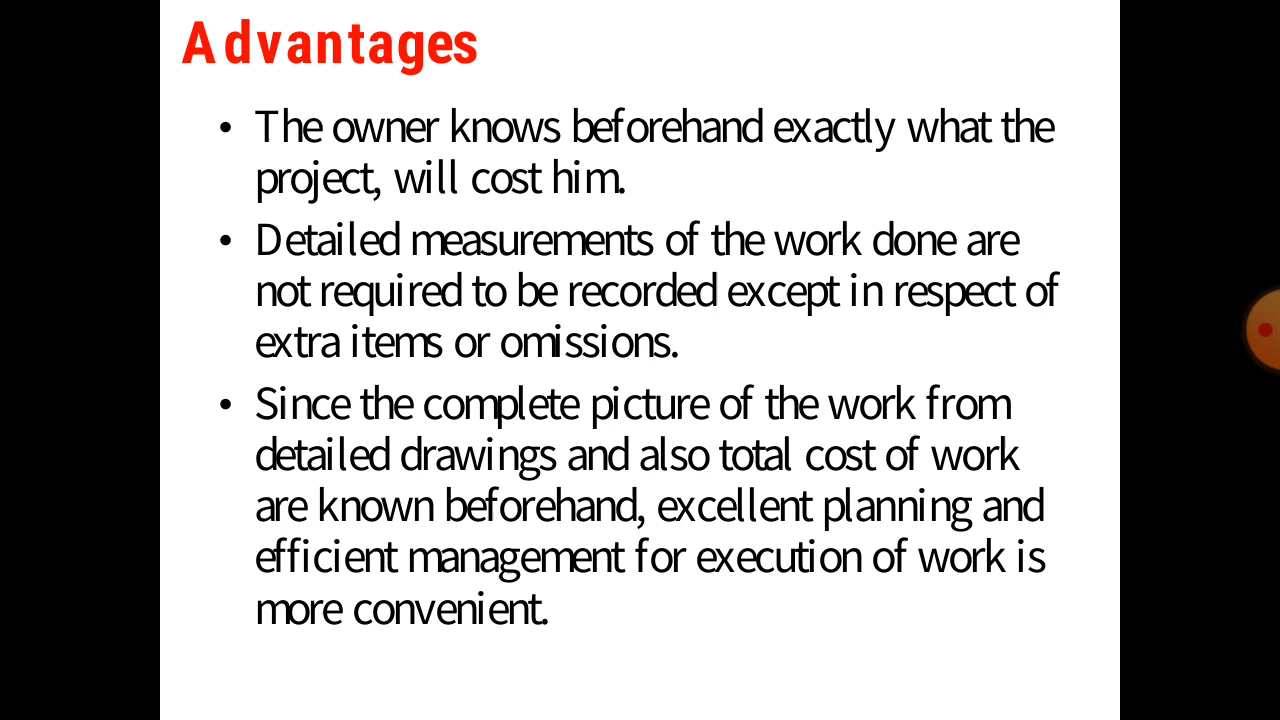 Advantages
• The owner knows beforehand exactly what the
project, will cost him.
• Detailed measurements of the work done are
not required to be recorded except in respect of
extra items or omissions.
• Since the complete picture of the work from
detailed drawings and also total cost of work
are known beforehand, excellent planning and
efficient management for execution of work is
more convenient.